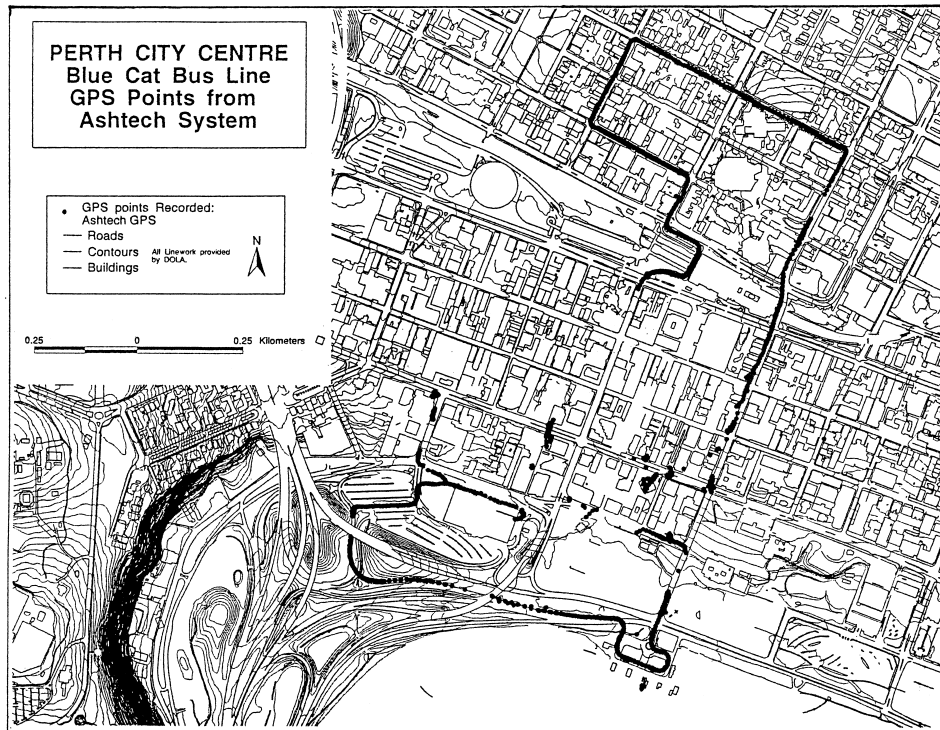 PERTH CITY CENTRE
Blue Cat Bus Line
GPS Points from
Ashtech System
• GPS points Recorded:
Ashtech GPS
Roads
Contours All Linework provided
by DOLA.
Buildings
N
0.25 0 0.25 Kilometers